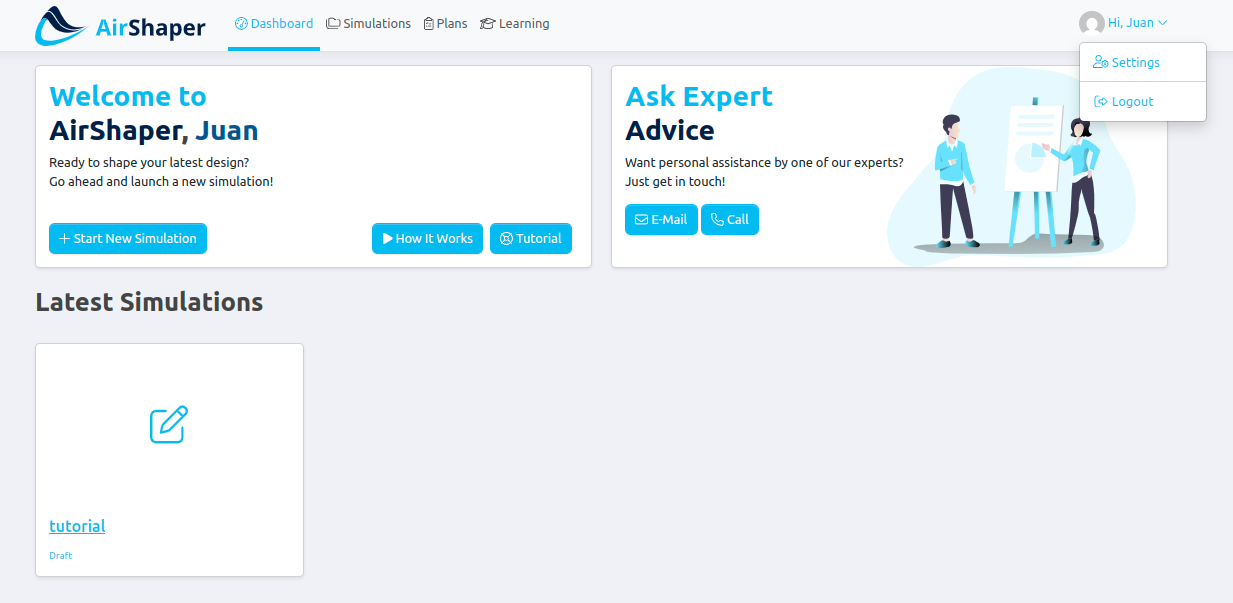 AirShaper
Dashboard
Simulations
Plans
Learning
Hi, Juan
Settings
Logout
Welcome to
AirShaper, Juan
Ready to shape your latest design?
Go ahead and launch a new simulation!
Start New Simulation
How It Works
Tutorial
Ask Expert
Advice
Want personal assistance by one of our experts?
Just get in touch!
E-Mail
Call
Latest Simulations
tutorial
Draft